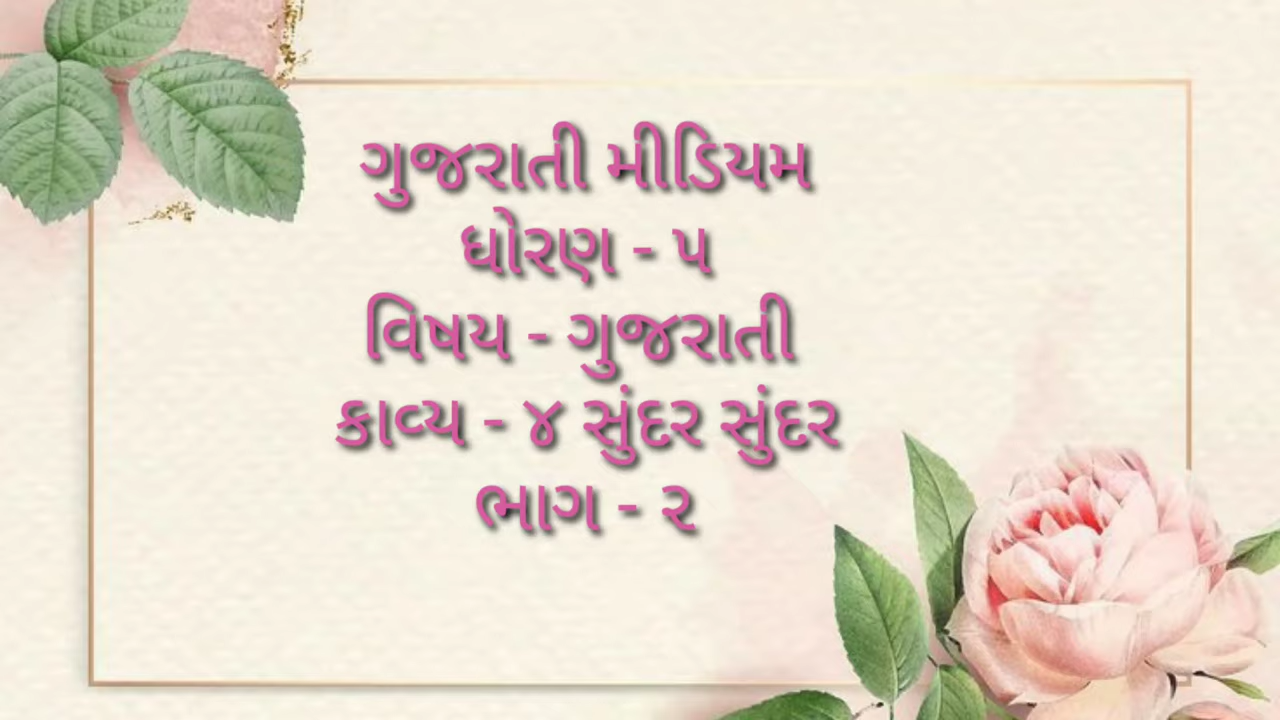 ગુજરાતી મીડિયમ
ધોરણ - ૫
વિષય - ગુજરાતી
કાવ્ય - ૪ સુંદર સુંદર
ભાગ - ૨